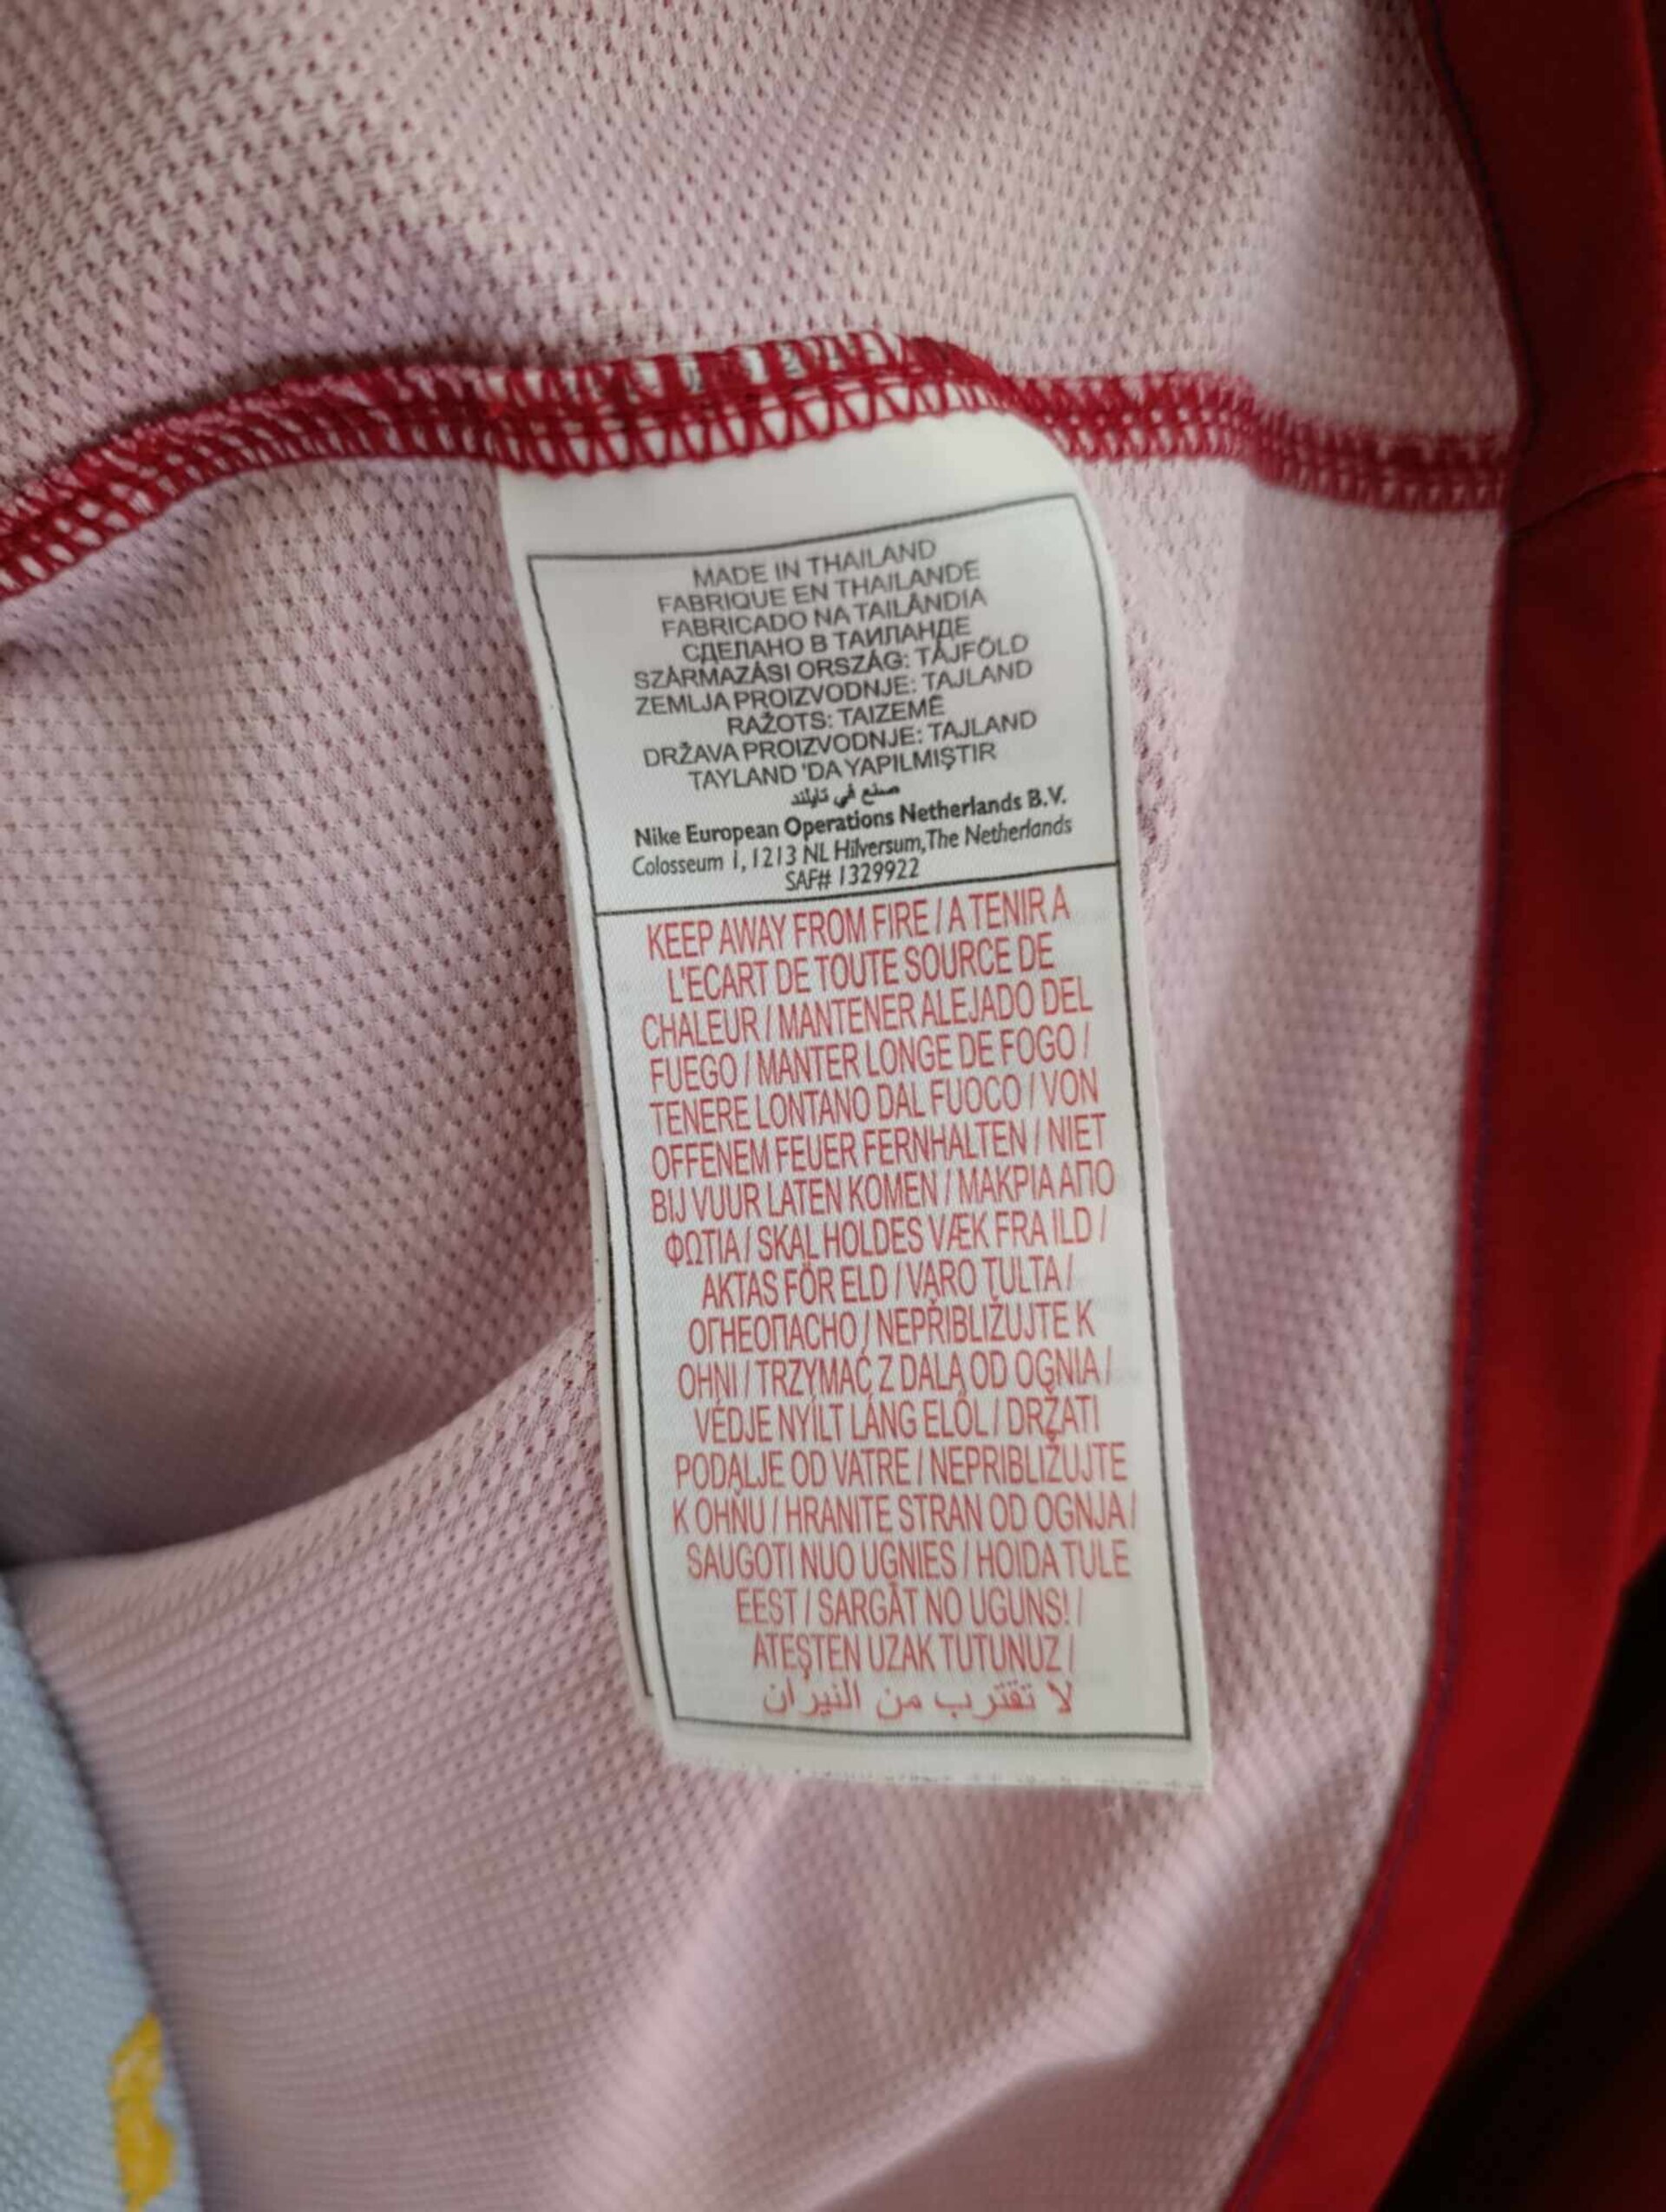 MADE IN THAILAND
FABRIQUE EN THAILANDE
FABRICADO NA TAILÂNDIA
СДЕЛАНО В ТАИЛАНДЕ
SZÁRMAZÁSI ORSZÁG: TÁJFÖLD
ZEMLJA PROIZVODNJE: TAJLAND
RAŽOTS: TAIZEMĒ
DRŽAVA PROIZVODNJE: TAJLAND
TAYLAND 'DA YAPILMIŞTIR
صنع في تايلند
Nike European Operations Netherlands B.V.
Colosseum 1, 1213 NL Hilversum, The Netherlands
SAF# 1329922
KEEP AWAY FROM FIRE / A TENIR A
L'ECART DE TOUTE SOURCE DE
CHALEUR / MANTENER ALEJADO DEL
FUEGO / MANTER LONGE DE FOGO /
TENERE LONTANO DAL FUOCO / VON
OFFENEM FEUER FERNHALTEN / NIET
BIJ VUUR LATEN KOMEN / ΜΑΚΡΙΑ ΑΠΟ
ΦΩΤΙΑ / SKAL HOLDES VÆK FRA ILD /
AKTAS FÖR ELD / VARO TULTA /
ОГНЕОПАСНО / NEPŘIBLIŽUJTE K
OHNI / TRZYMAĆ Z DALA OD OGNIA /
VÉDJE NYÍLT LÁNG ELŐL / DRŽATI
PODALJE OD VATRE / NEPRIBLIŽUJTE
K OHŇU / HRANITE STRAN OD OGNJA /
SAUGOTI NUO UGNIES / HOIDA TULE
EEST / SARGĀT NO UGUNS! /
ATEŞTEN UZAK TUTUNUZ /
لا تقترب من النيران